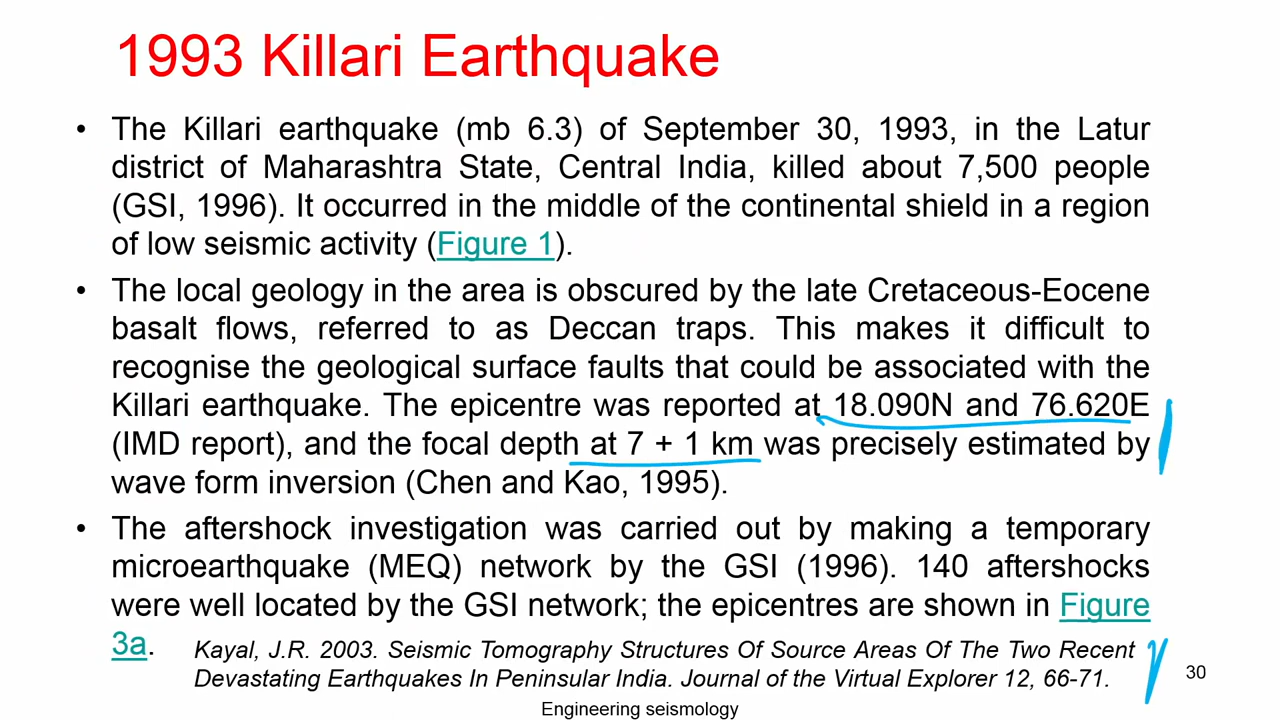 1993 Killari Earthquake
• The Killari earthquake (mb 6.3) of September 30, 1993, in the Latur
district of Maharashtra State, Central India, killed about 7,500 people
(GSI, 1996). It occurred in the middle of the continental shield in a region
of low seismic activity (Figure 1).
• The local geology in the area is obscured by the late Cretaceous-Eocene
basalt flows, referred to as Deccan traps. This makes it difficult to
recognise the geological surface faults that could be associated with the
Killari earthquake. The epicentre was reported at 18.090N and 76.620E
(IMD report), and the focal depth at 7 + 1 km was precisely estimated by
wave form inversion (Chen and Kao, 1995).
• The aftershock investigation was carried out by making a temporary
microearthquake (MEQ) network by the GSI (1996). 140 aftershocks
were well located by the GSI network; the epicentres are shown in Figure
3a.
Kayal, J.R. 2003. Seismic Tomography Structures Of Source Areas Of The Two Recent
Devastating Earthquakes In Peninsular India. Journal of the Virtual Explorer 12, 66-71.
30
Engineering seismology